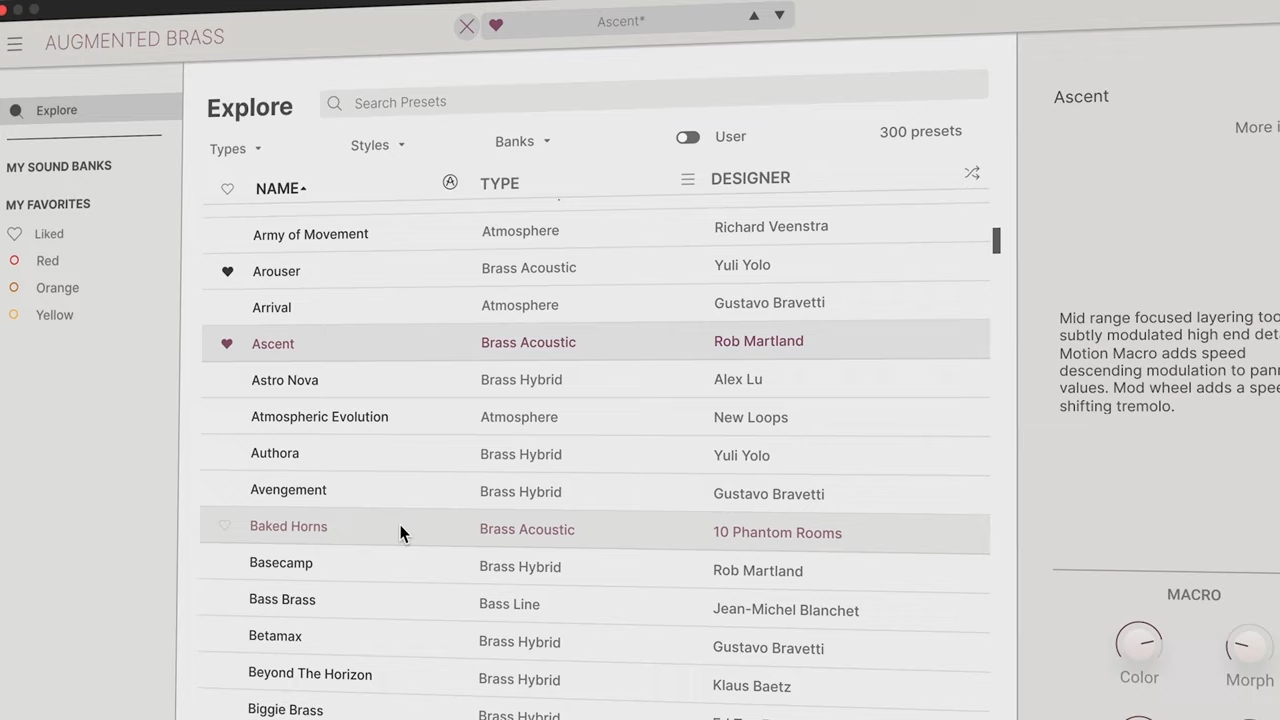 AUGMENTED BRASS
Ascent*
Explore
MY SOUND BANKS
MY FAVORITES
Liked
Red
Orange
Yellow
Explore
Search Presets
Types
Styles
Banks
User
300 presets
NAME TYPE DESIGNER
Army of Movement Atmosphere Richard Veenstra
Arouser Brass Acoustic Yuli Yolo
Arrival Atmosphere Gustavo Bravetti
Ascent Brass Acoustic Rob Martland
Astro Nova Brass Hybrid Alex Lu
Atmospheric Evolution Atmosphere New Loops
Authora Brass Hybrid Yuli Yolo
Avengement Brass Hybrid Gustavo Bravetti
Baked Horns Brass Acoustic 10 Phantom Rooms
Basecamp Brass Hybrid Rob Martland
Bass Brass Bass Line Jean-Michel Blanchet
Betamax Brass Hybrid Gustavo Bravetti
Beyond The Horizon Brass Hybrid Klaus Baetz
Biggie Brass Brass Hybrid
Ascent
More
Mid range focused layering
subtly modulated high end
Motion Macro adds speed
descending modulation to
values. Mod wheel adds a
shifting tremolo.
MACRO
Color
Morph